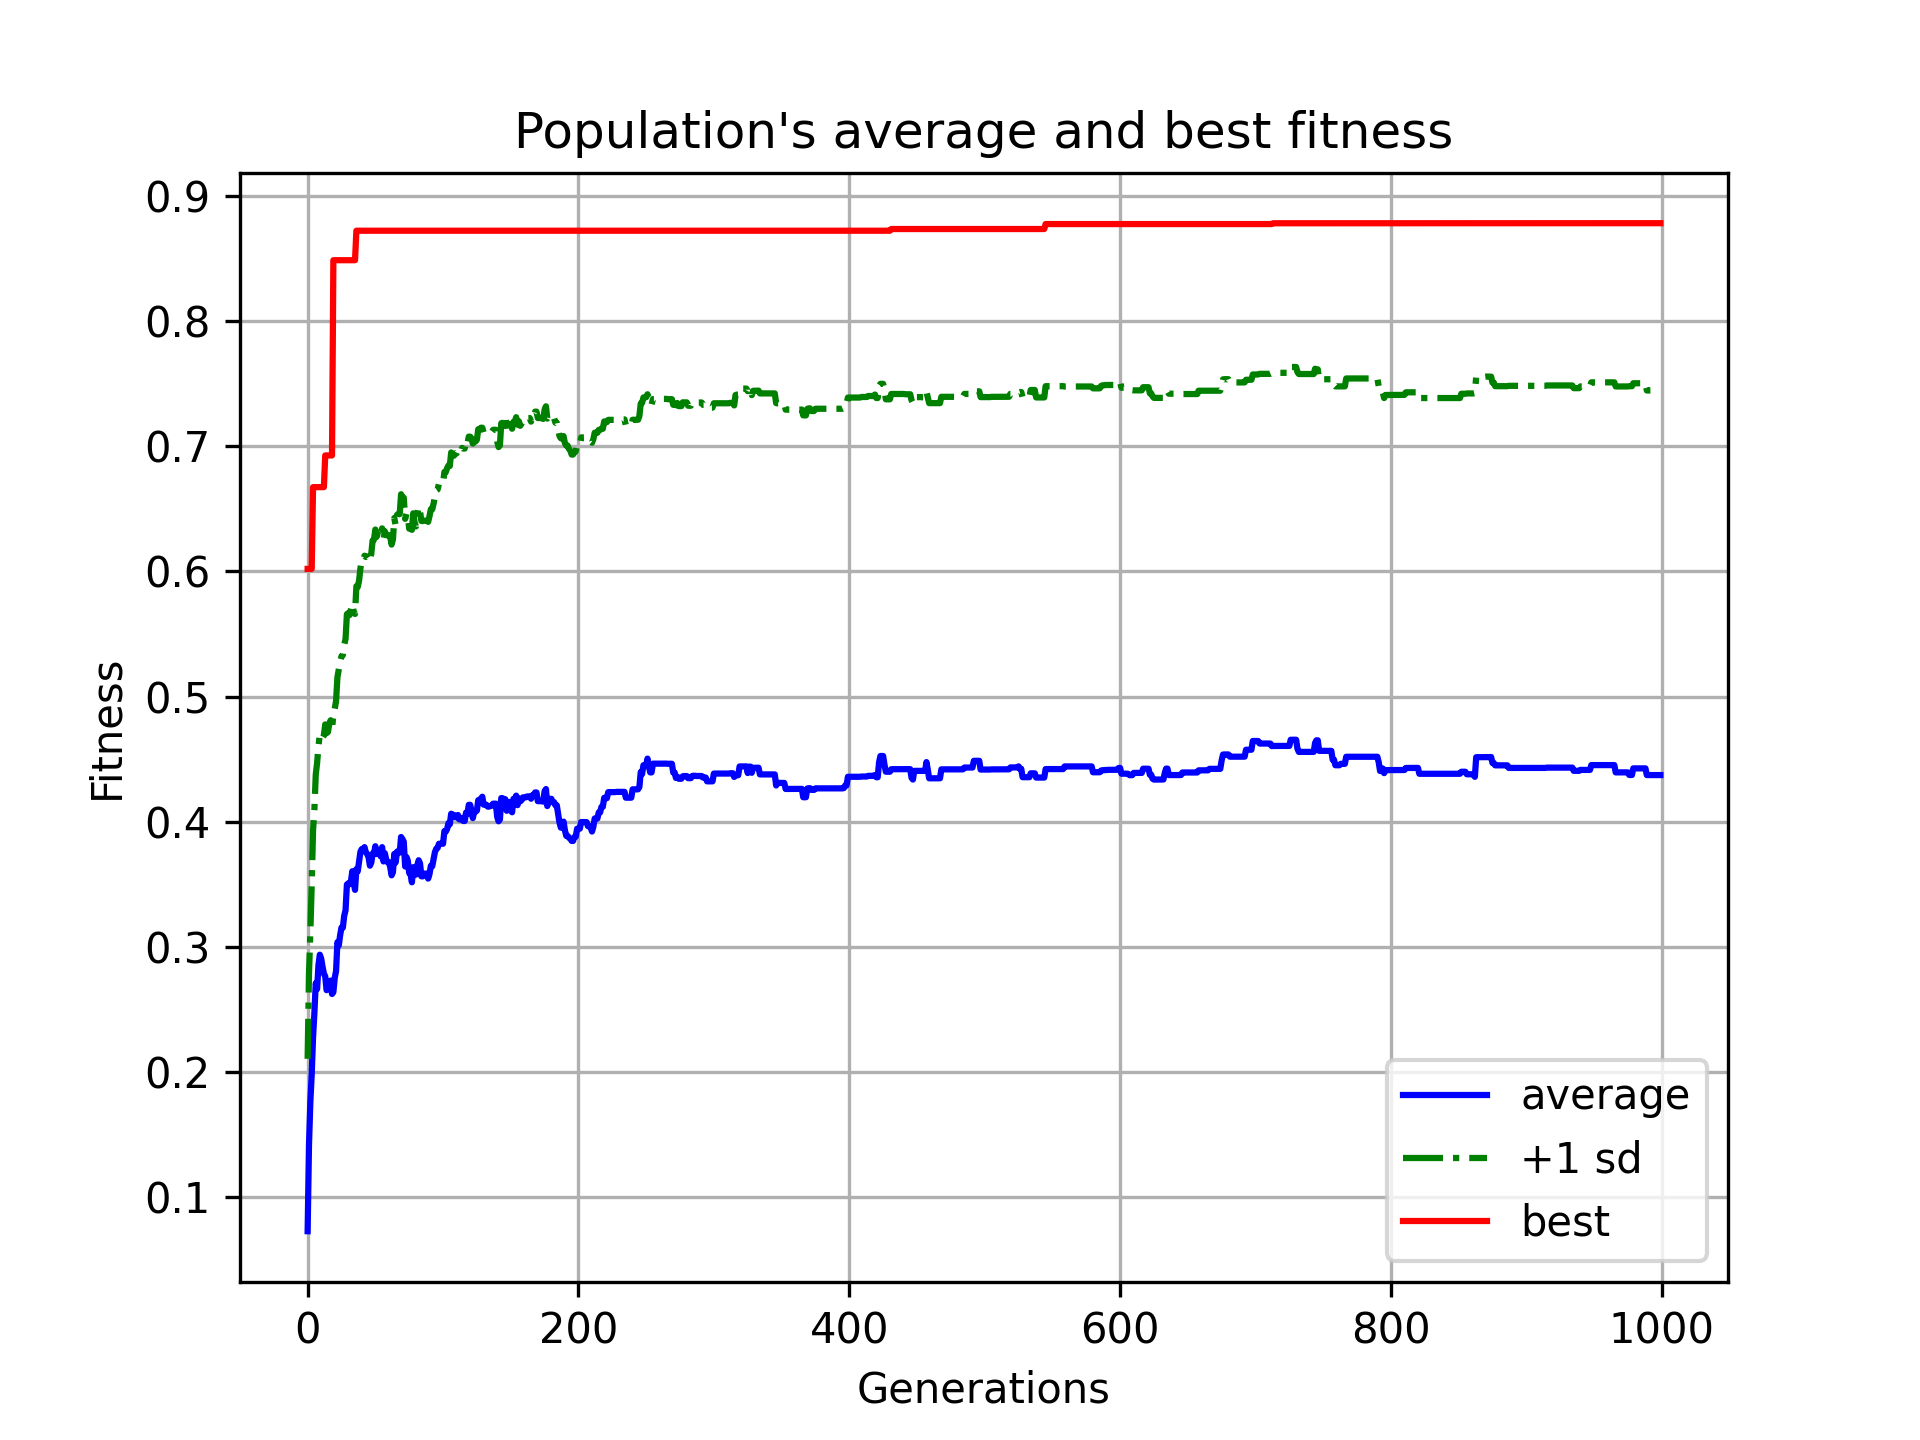 Population's average and best fitness
Fitness
0.9
0.8
0.7
0.6
0.5
0.4
0.3
0.2
0.1
average
+1 sd
best
0 200 400 600 800 1000
Generations